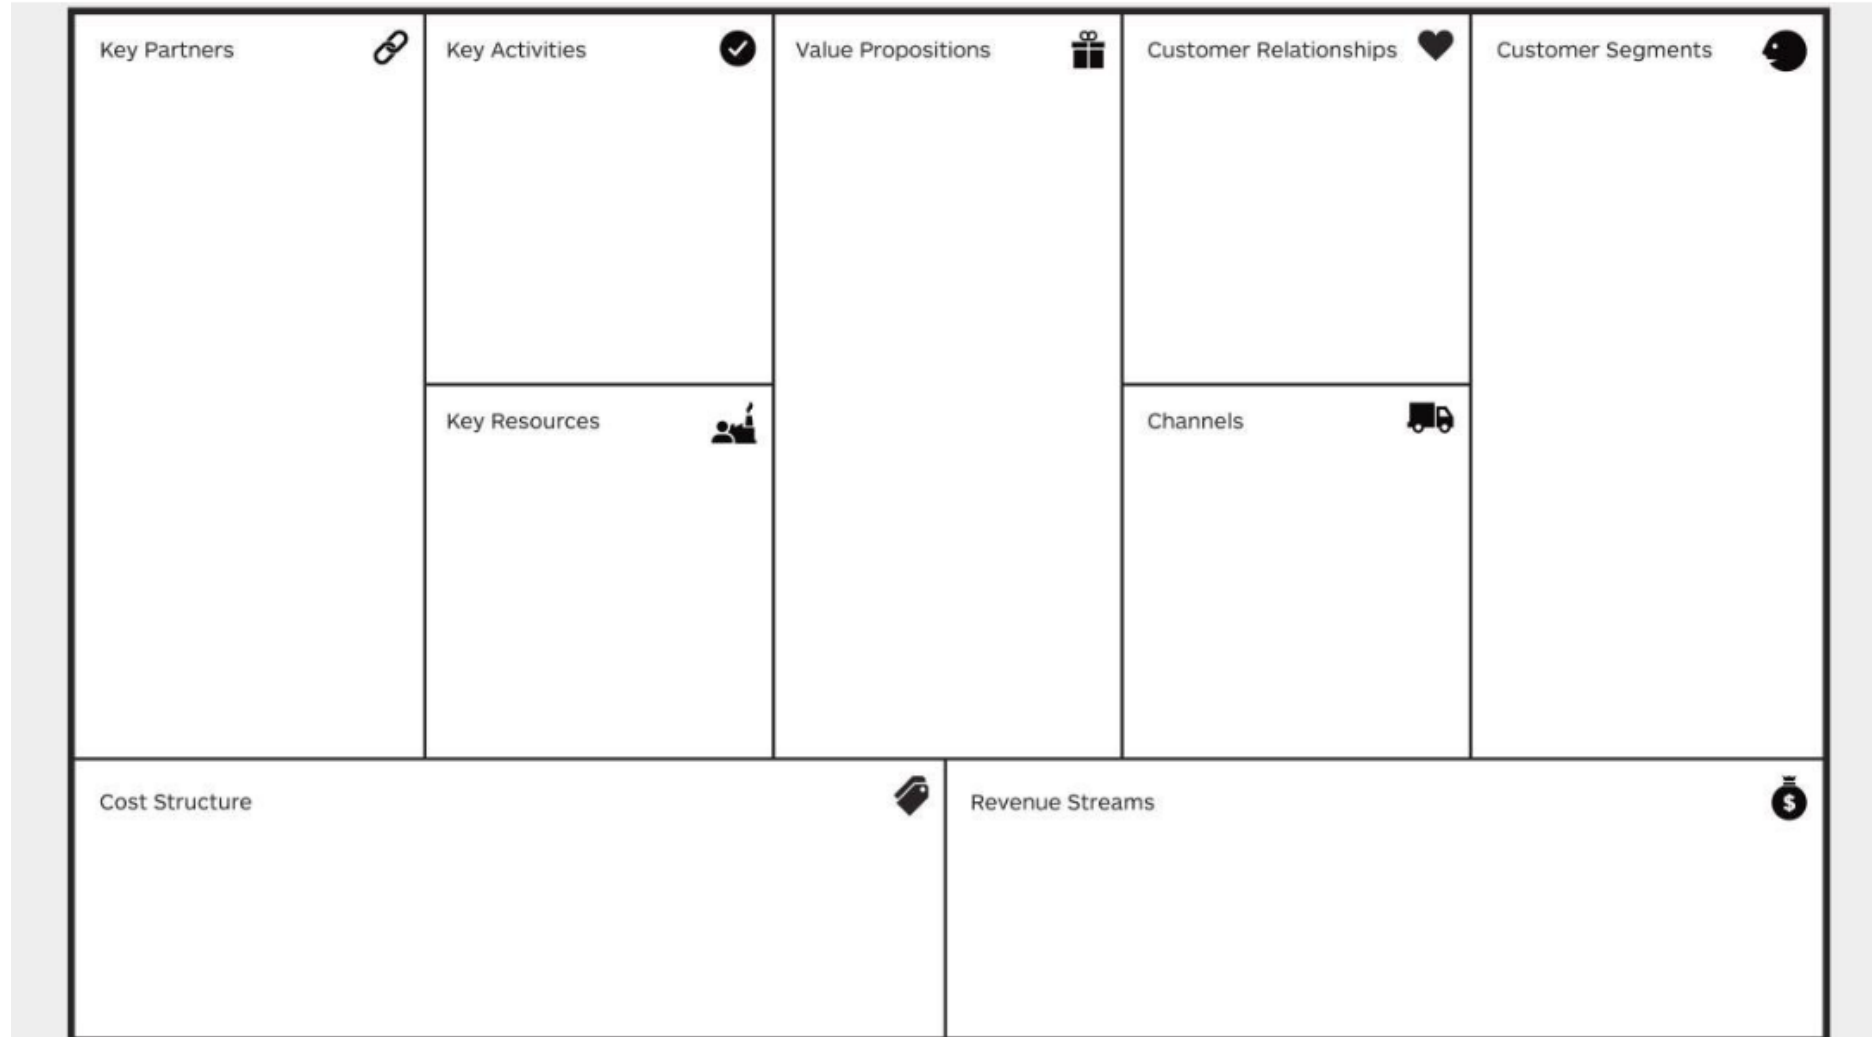 Key Partners
Key Activities
Value Propositions
Customer Relationships
Customer Segments
Key Resources
Channels
Cost Structure
Revenue Streams
$